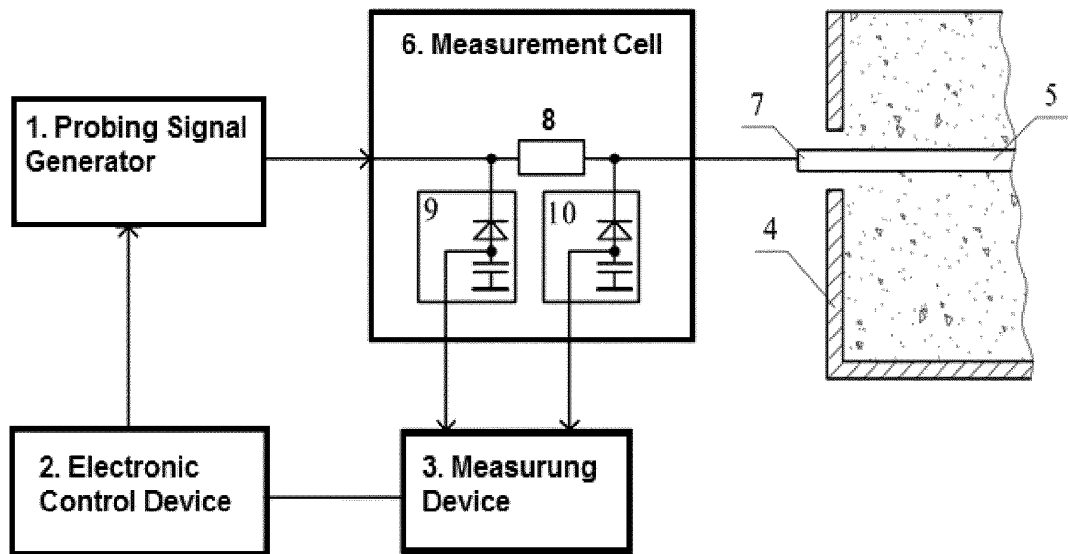 6. Measurement Cell
1. Probing Signal
Generator
8
7
5
9
10
4
2. Electronic
Control Device
3. Measurung
Device